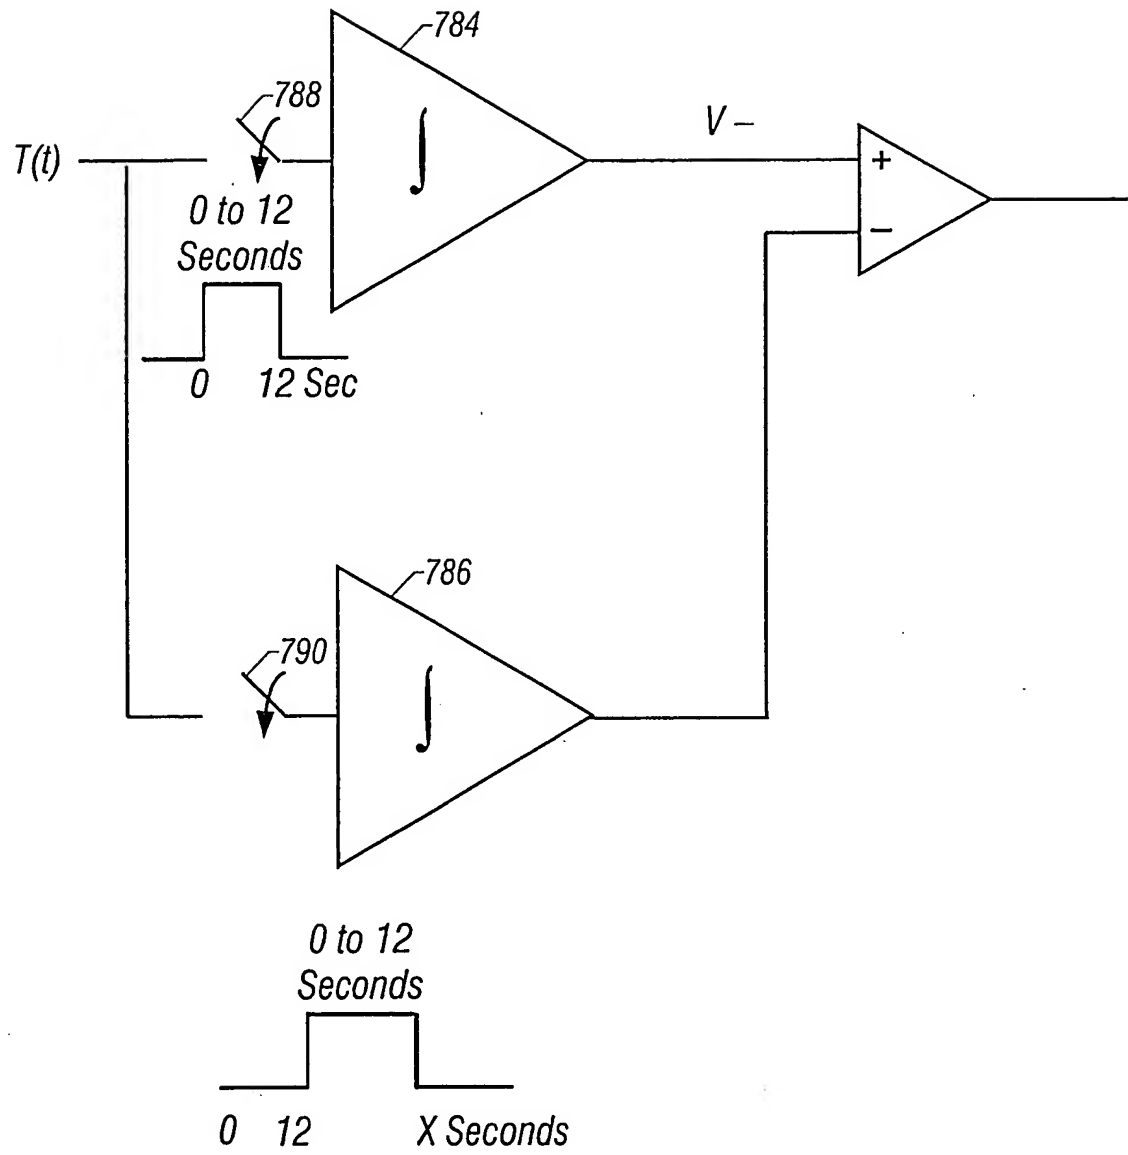 784
788
∫
V –
T(t)
+
0 to 12
Seconds
–
0
12 Sec
786
790
∫
0 to 12
Seconds
0
12
X Seconds